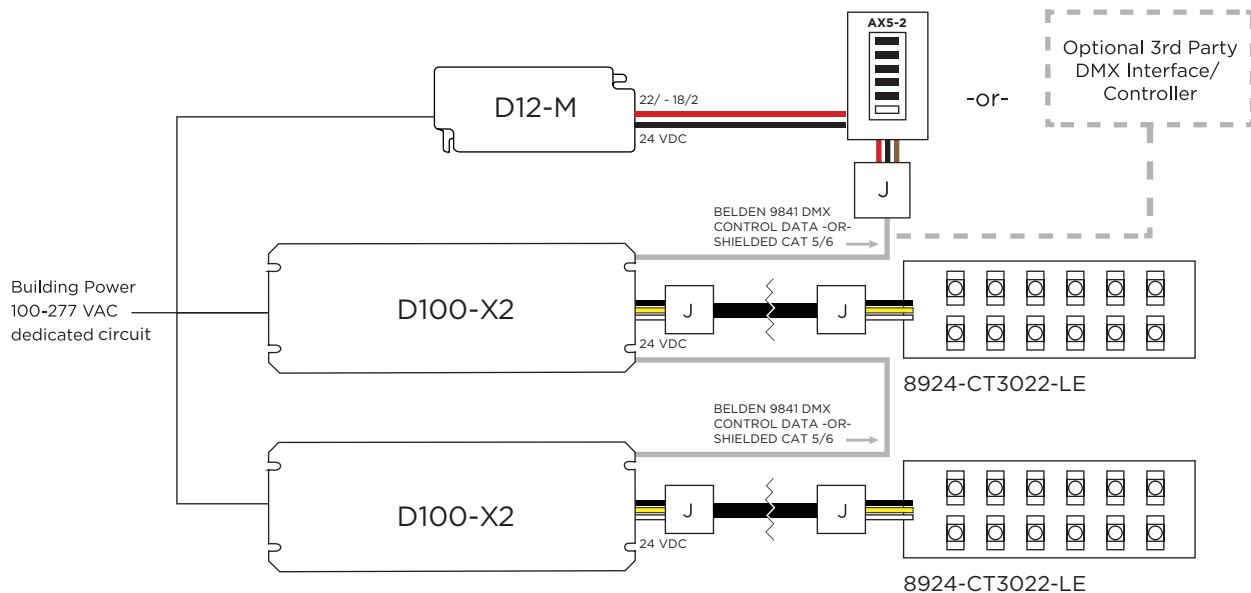 AX5-2
Optional 3rd Party
DMX Interface/
Controller
-or-
D12-M
22/ - 18/2
24 VDC
J
BELDEN 9841 DMX
CONTROL DATA -OR-
SHIELDED CAT 5/6
Building Power
100-277 VAC
dedicated circuit
D100-X2
J
J
24 VDC
8924-CT3022-LE
BELDEN 9841 DMX
CONTROL DATA -OR-
SHIELDED CAT 5/6
D100-X2
J
J
24 VDC
8924-CT3022-LE